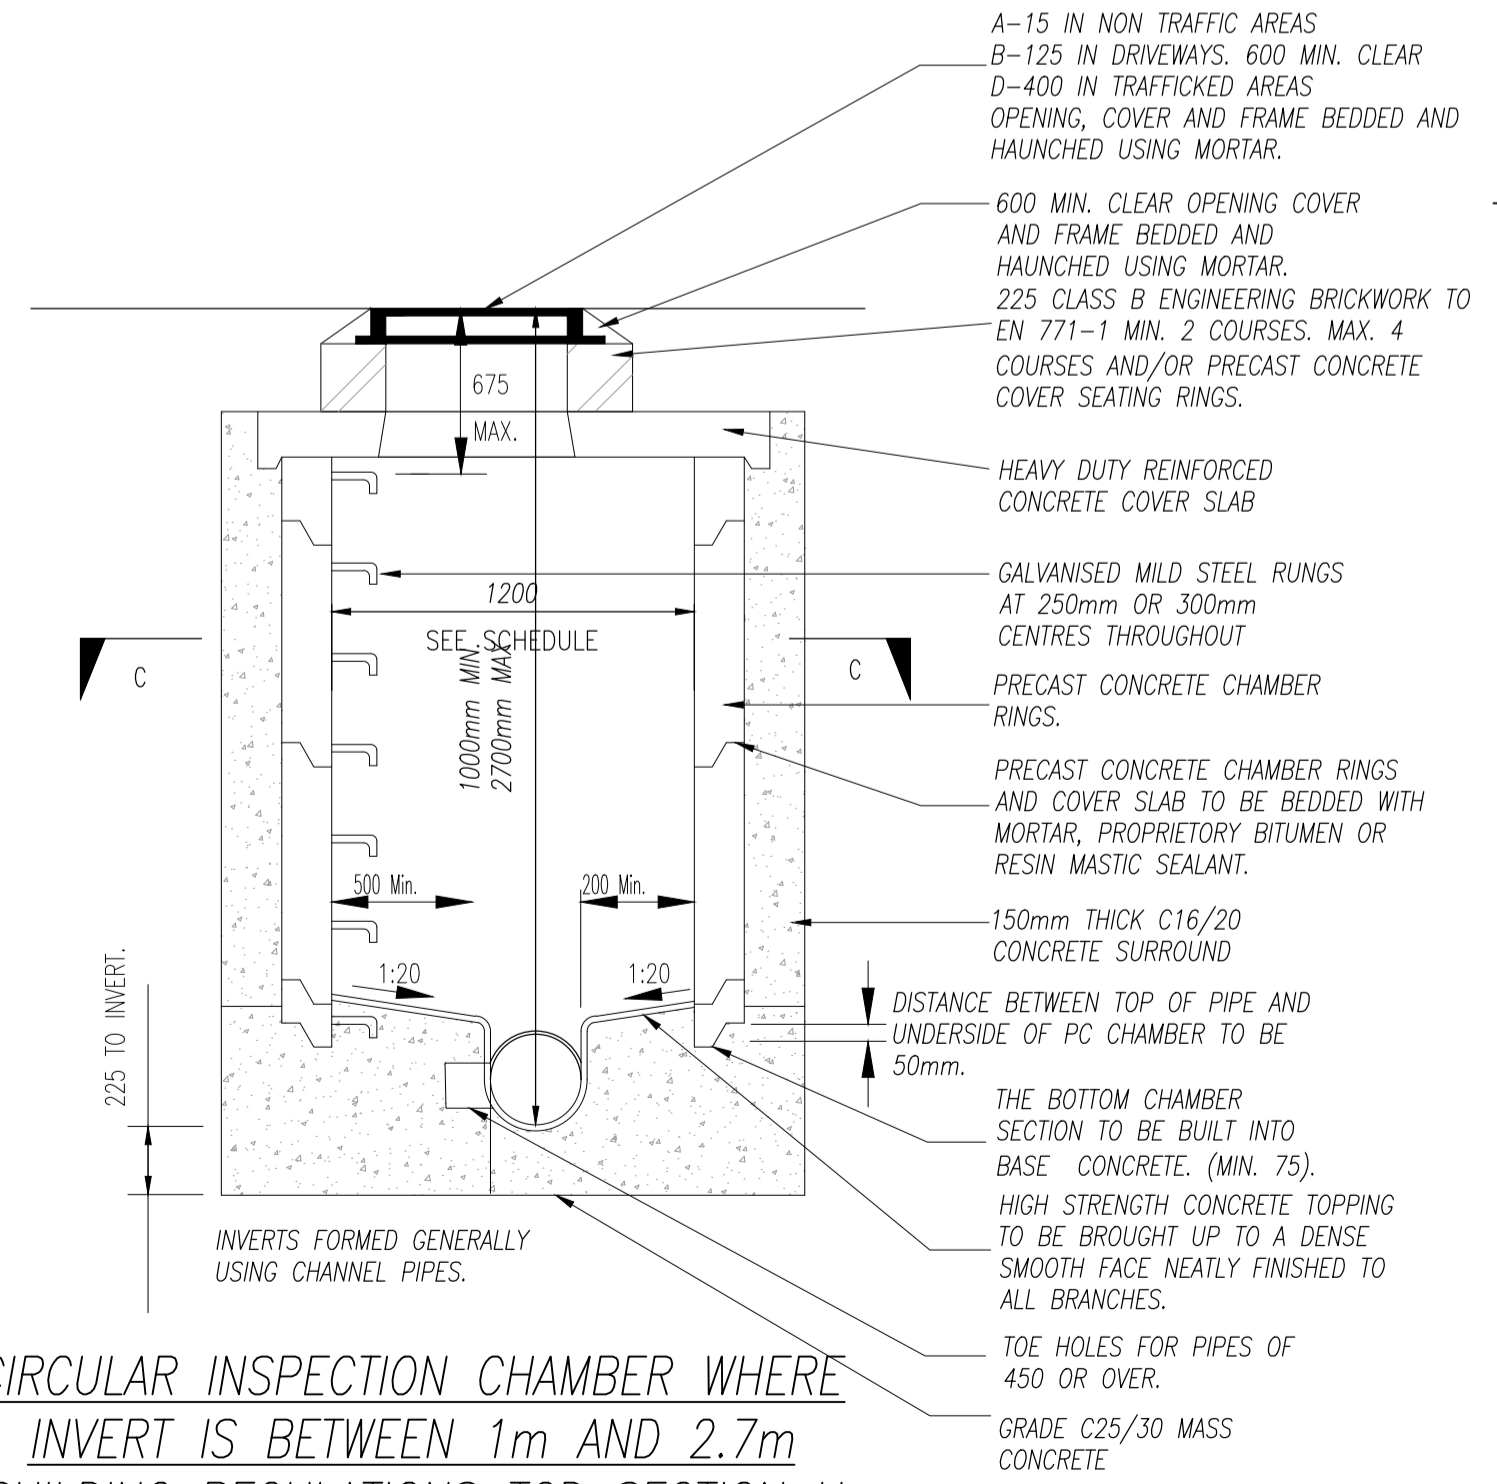 A-15 IN NON TRAFFIC AREAS
B-125 IN DRIVEWAYS. 600 MIN. CLEAR
D-400 IN TRAFFICKED AREAS
OPENING, COVER AND FRAME BEDDED AND
HAUNCHED USING MORTAR.
600 MIN. CLEAR OPENING COVER
AND FRAME BEDDED AND
HAUNCHED USING MORTAR.
225 CLASS B ENGINEERING BRICKWORK TO
EN 771-1 MIN. 2 COURSES. MAX. 4
COURSES AND/OR PRECAST CONCRETE
COVER SEATING RINGS.
675
MAX.
HEAVY DUTY REINFORCED
CONCRETE COVER SLAB
GALVANISED MILD STEEL RUNGS
AT 250mm OR 300mm
CENTRES THROUGHOUT
1200
SEE SCHEDULE
1000mm MIN.
2700mm MAX
C
C
PRECAST CONCRETE CHAMBER
RINGS.
PRECAST CONCRETE CHAMBER RINGS
AND COVER SLAB TO BE BEDDED WITH
MORTAR, PROPRIETORY BITUMEN OR
RESIN MASTIC SEALANT.
500 Min.
200 Min.
150mm THICK C16/20
CONCRETE SURROUND
1:20
1:20
225 TO INVERT.
DISTANCE BETWEEN TOP OF PIPE AND
UNDERSIDE OF PC CHAMBER TO BE
50mm.
THE BOTTOM CHAMBER
SECTION TO BE BUILT INTO
BASE CONCRETE. (MIN. 75).
HIGH STRENGTH CONCRETE TOPPING
TO BE BROUGHT UP TO A DENSE
SMOOTH FACE NEATLY FINISHED TO
ALL BRANCHES.
INVERTS FORMED GENERALLY
USING CHANNEL PIPES.
TOE HOLES FOR PIPES OF
450 OR OVER.
GRADE C25/30 MASS
CONCRETE
CIRCULAR INSPECTION CHAMBER WHERE
INVERT IS BETWEEN 1m AND 2.7m